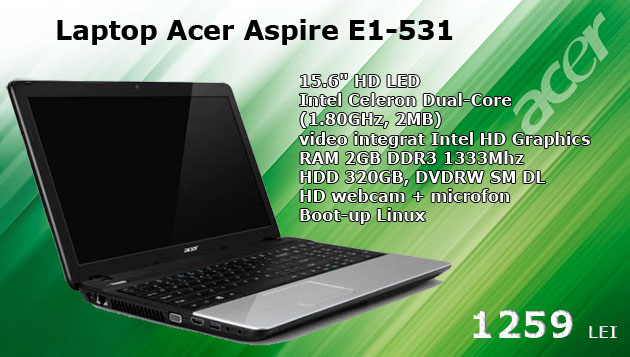 Laptop Acer Aspire E1-531
acer
15.6" HD LED
Intel Celeron Dual-Core
(1.80GHz, 2MB)
video integrat Intel HD Graphics
RAM 2GB DDR3 1333Mhz
HDD 320GB, DVDRW SM DL
HD webcam + microfon
Boot-up Linux
acer
1259 LEI